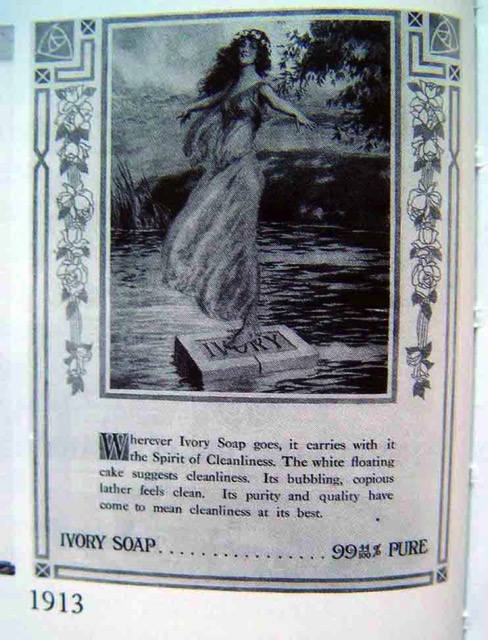 IVORY
Wherever Ivory Soap goes, it carries with it
the Spirit of Cleanliness. The white floating
cake suggests cleanliness. Its bubbling, copious
lather feels clean. Its purity and quality have
come to mean cleanliness at its best.
IVORY SOAP................ 99 44/100 % PURE
1913